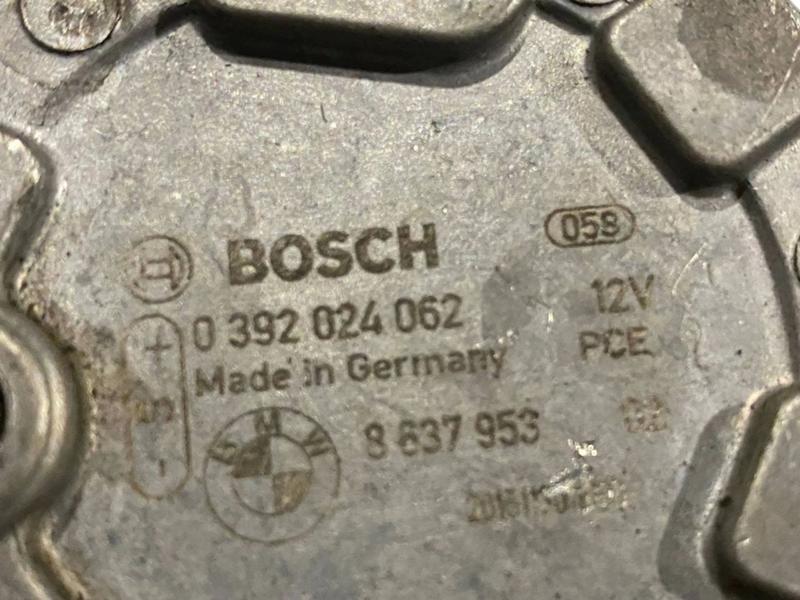 BOSCH
058
0 392 024 062
12V
Made in Germany
PCE
+
-
BMW
8 637 953